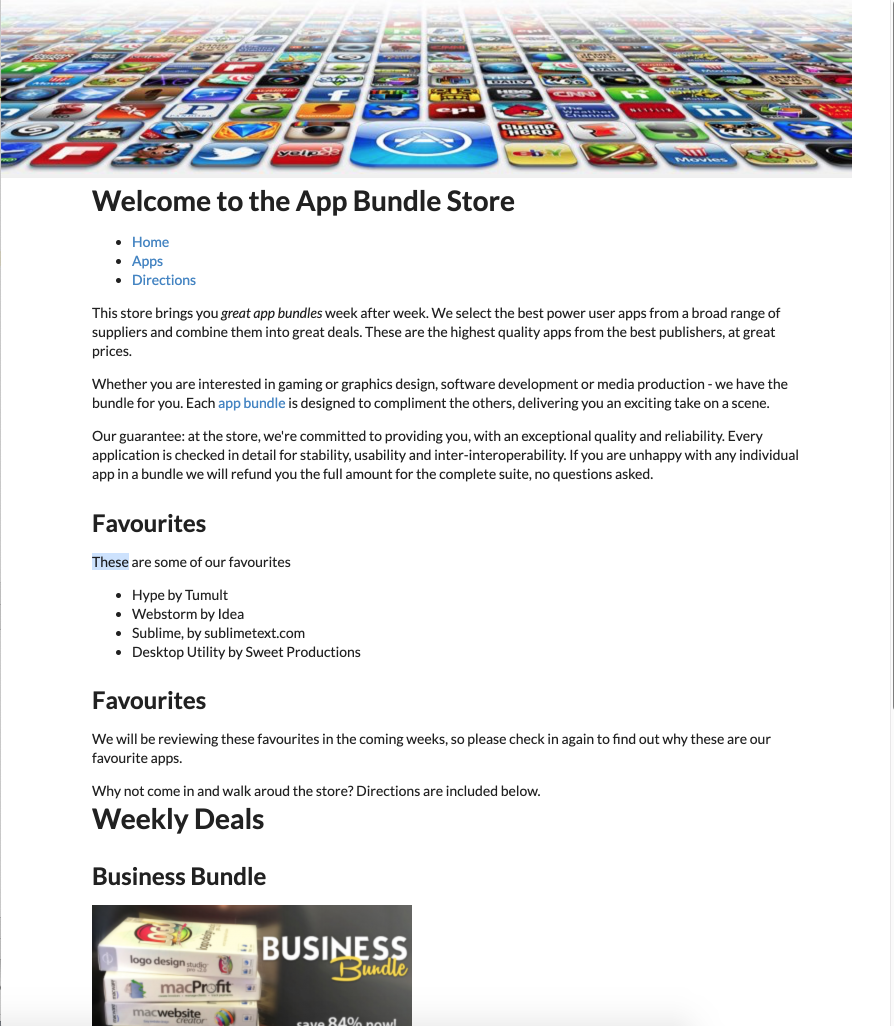 f
CNN
epi
NETFLIX
The Weather Channel
GUITAR HERO
yelp
ebY
Movies
Welcome to the App Bundle Store
Home
Apps
Directions
This store brings you great app bundles week after week. We select the best power user apps from a broad range of
suppliers and combine them into great deals. These are the highest quality apps from the best publishers, at great
prices.
Whether you are interested in gaming or graphics design, software development or media production - we have the
bundle for you. Each app bundle is designed to compliment the others, delivering you an exciting take on a scene.
Our guarantee: at the store, we're committed to providing you, with an exceptional quality and reliability. Every
application is checked in detail for stability, usability and inter-interoperability. If you are unhappy with any individual
app in a bundle we will refund you the full amount for the complete suite, no questions asked.
Favourites
These are some of our favourites
Hype by Tumult
Webstorm by Idea
Sublime, by sublimetext.com
Desktop Utility by Sweet Productions
Favourites
We will be reviewing these favourites in the coming weeks, so please check in again to find out why these are our
favourite apps.
Why not come in and walk aroud the store? Directions are included below.
Weekly Deals
Business Bundle
BUSINESS
Bundle
logo design studio
macProfit
macwebsite
creator
save 84% now!